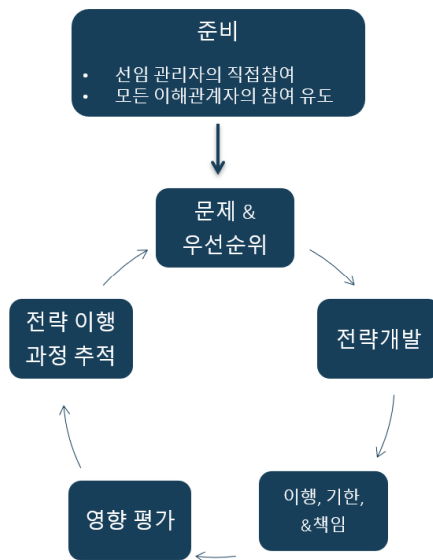 준비
• 선임 관리자의 직접참여
• 모든 이해관계자의 참여 유도
문제 &
우선순위
전략개발
이행, 기한,
&책임
영향 평가
전략 이행
과정 추적